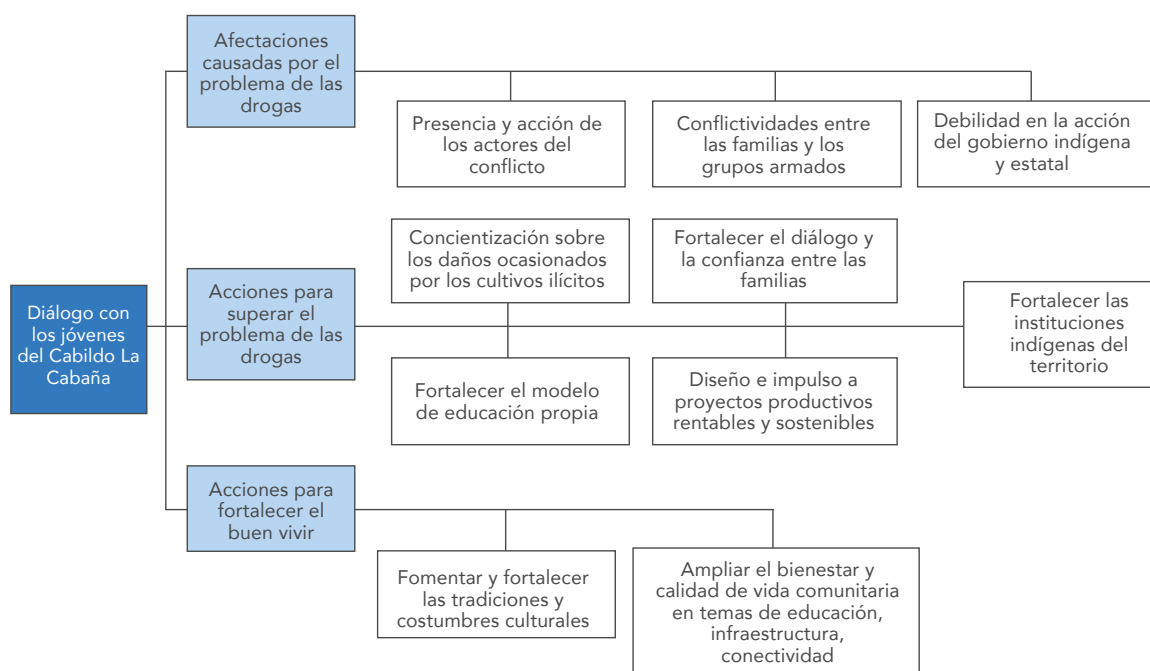 Diálogo con
los jóvenes
del Cabildo La
Cabaña
Afectaciones
causadas por el
problema de las
drogas
Presencia y acción de
los actores del
conflicto
Conflictividades entre
las familias y los
grupos armados
Debilidad en la acción
del gobierno indígena
y estatal
Acciones para
superar el
problema de las
drogas
Concientización sobre
los daños ocasionados
por los cultivos ilícitos
Fortalecer el diálogo y
la confianza entre las
familias
Fortalecer las
instituciones
indígenas del
territorio
Fortalecer el modelo
de educación propia
Diseño e impulso a
proyectos productivos
rentables y sostenibles
Acciones para
fortalecer el
buen vivir
Fomentar y fortalecer
las tradiciones y
costumbres culturales
Ampliar el bienestar y
calidad de vida comunitaria
en temas de educación,
infraestructura,
conectividad